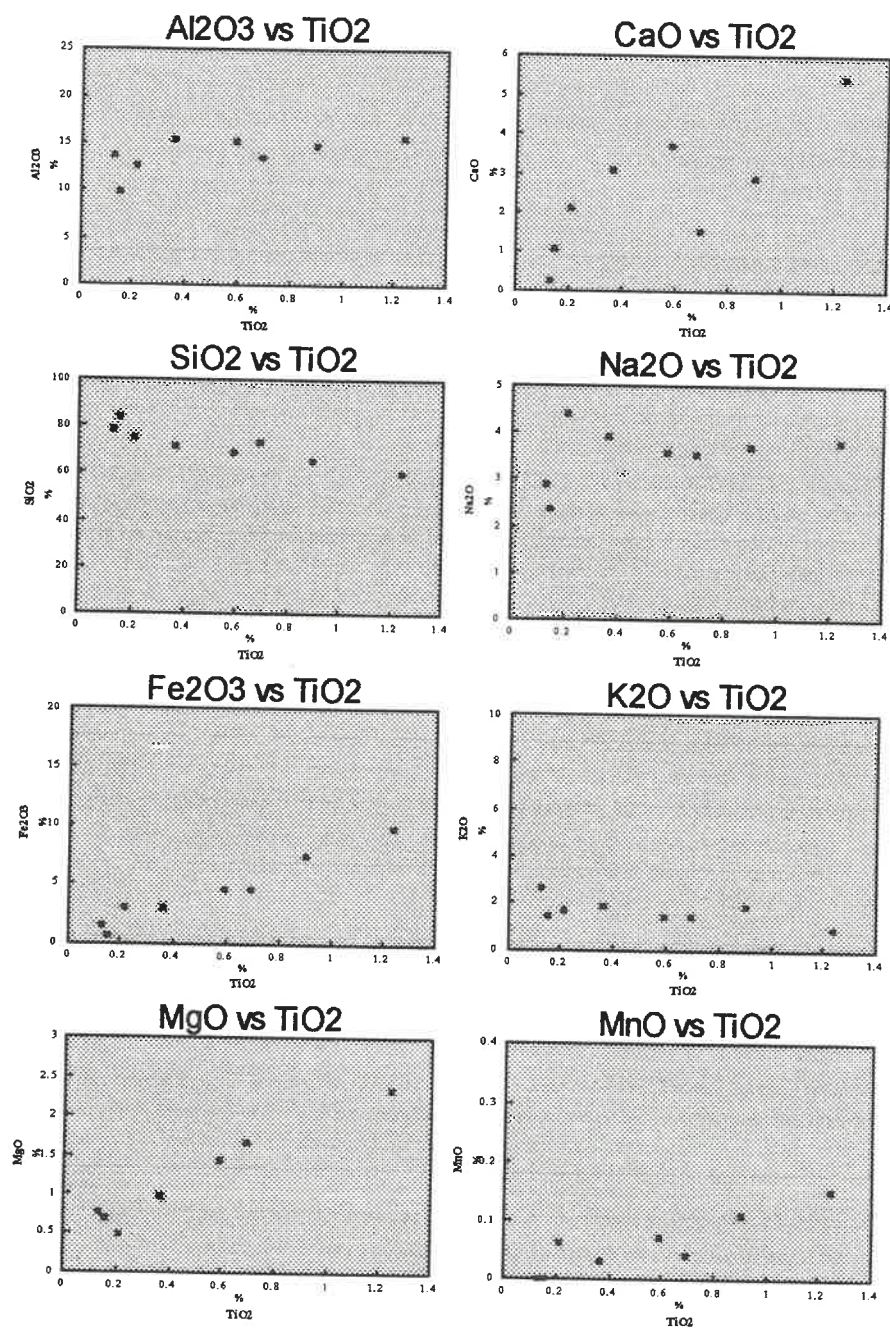 Al2O3 vs TiO2
25
20
15
10
5
0
Al2O3
%
0 0.2 0.4 0.6 0.8 1 1.2 1.4
%
TiO2
CaO vs TiO2
6
5
4
3
2
1
0
CaO
%
0 0.2 0.4 0.6 0.8 1 1.2 1.4
%
TiO2
SiO2 vs TiO2
100
80
60
40
20
0
SiO2
%
0 0.2 0.4 0.6 0.8 1 1.2 1.4
%
TiO2
Na2O vs TiO2
5
4
3
2
1
0
Na2O
%
0 0.2 0.4 0.6 0.8 1 1.2 1.4
%
TiO2
Fe2O3 vs TiO2
20
15
10
5
0
Fe2O3
%
0 0.2 0.4 0.6 0.8 1 1.2 1.4
%
TiO2
K2O vs TiO2
10
8
6
4
2
0
K2O
%
0 0.2 0.4 0.6 0.8 1 1.2 1.4
%
TiO2
MgO vs TiO2
3
2.5
2
1.5
1
0.5
0
MgO
%
0 0.2 0.4 0.6 0.8 1 1.2 1.4
%
TiO2
MnO vs TiO2
0.4
0.3
0.2
0.1
0
MnO
%
0 0.2 0.4 0.6 0.8 1 1.2 1.4
%
TiO2